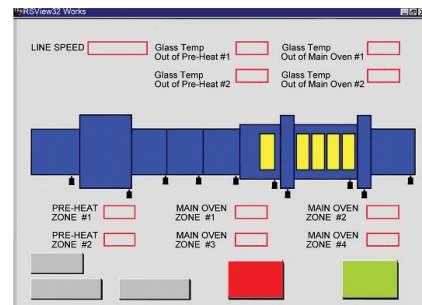 RSView32 Works
LINE SPEED
Glass Temp
Out of Pre-Heat #1
Glass Temp
Out of Main Oven #1
Glass Temp
Out of Pre-Heat #2
Glass Temp
Out of Main Oven #2
PRE-HEAT
ZONE #1
MAIN OVEN
ZONE #1
MAIN OVEN
ZONE #2
PRE-HEAT
ZONE #2
MAIN OVEN
ZONE #3
MAIN OVEN
ZONE #4